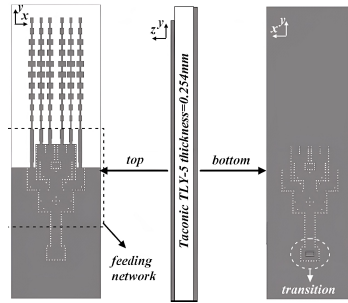 y
x
z
y
x
y
Taconic TLY-5 thickness=0.254mm
top
bottom
feeding
network
transition